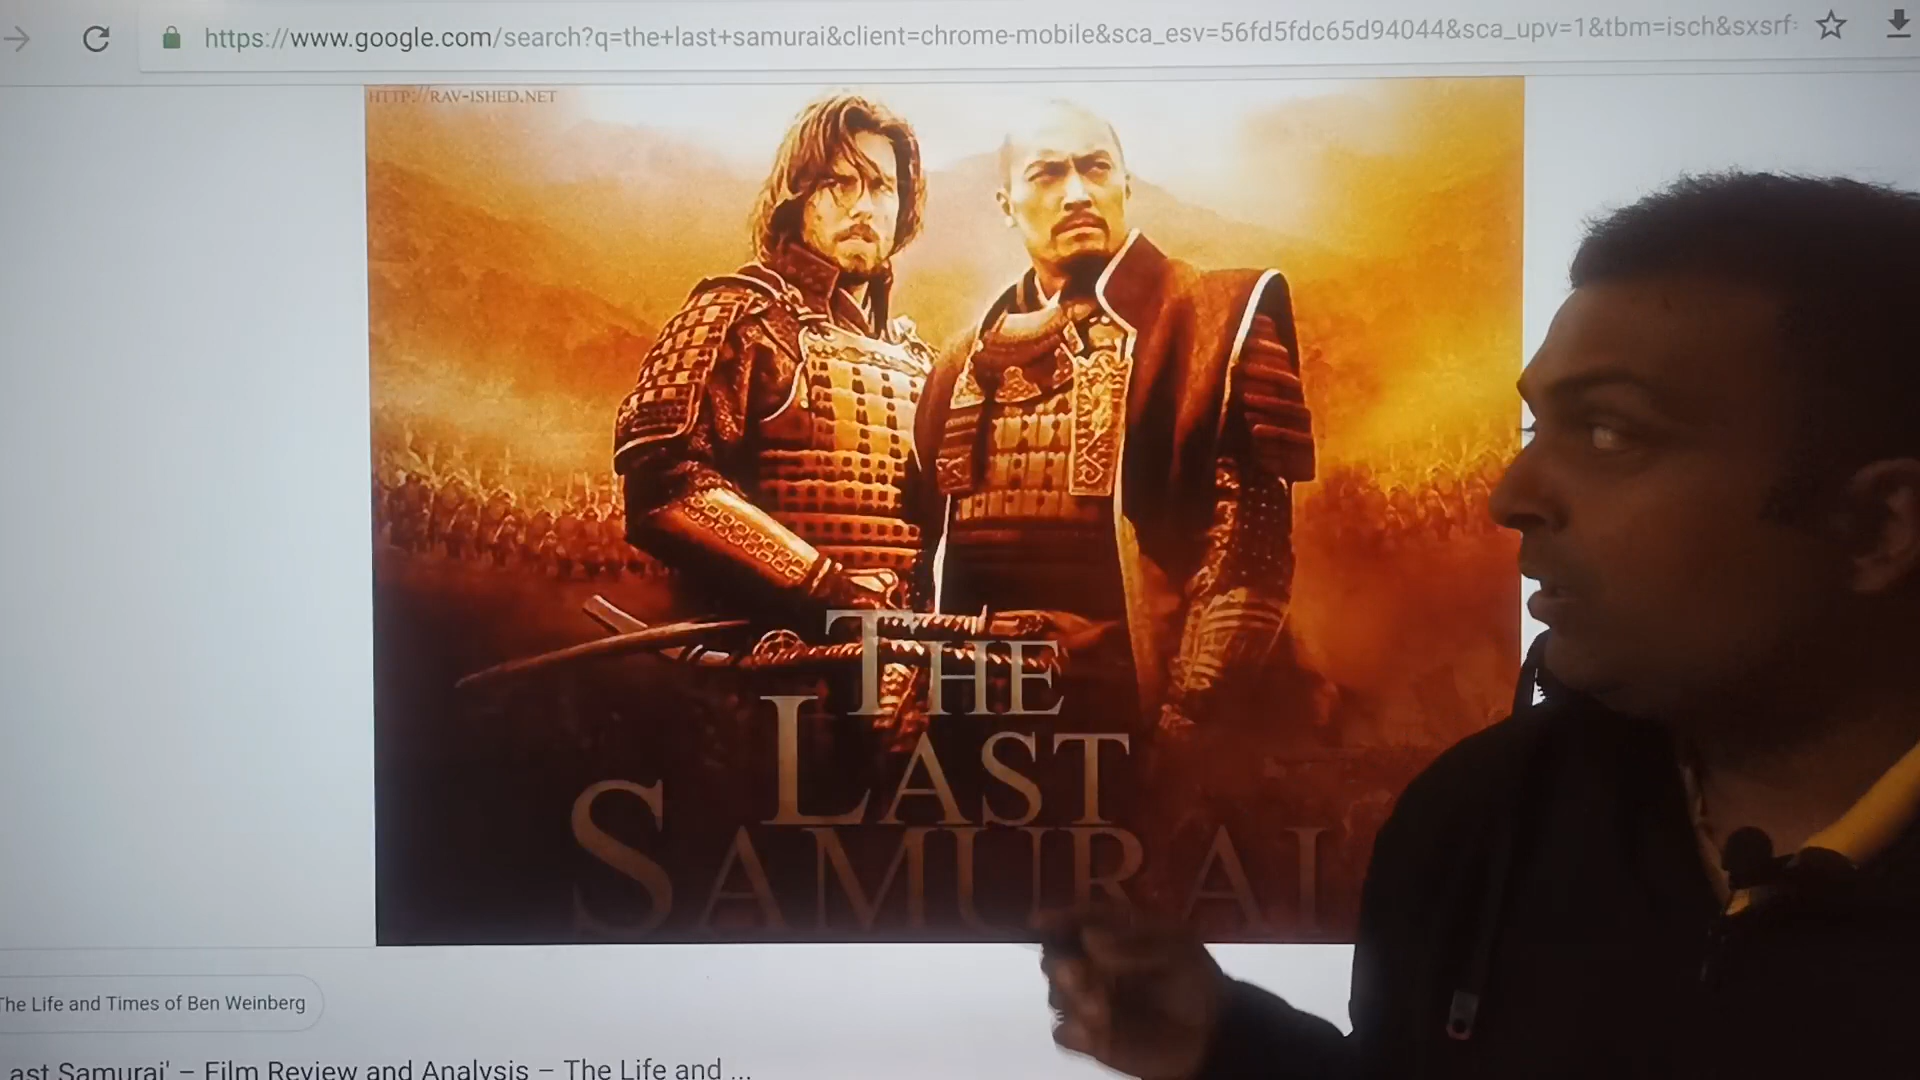 https://www.google.com/search?q=the+last+samurai&client=chrome-mobile&sca_esv=56fd5fdc65d94044&sca_upv=1&tbm=isch&sxsrf=
HTTP://RAV-ISHED.NET
THE
LAST
SAMURAI
The Life and Times of Ben Weinberg
ast Samurai' – Film Review and Analysis – The Life and ...